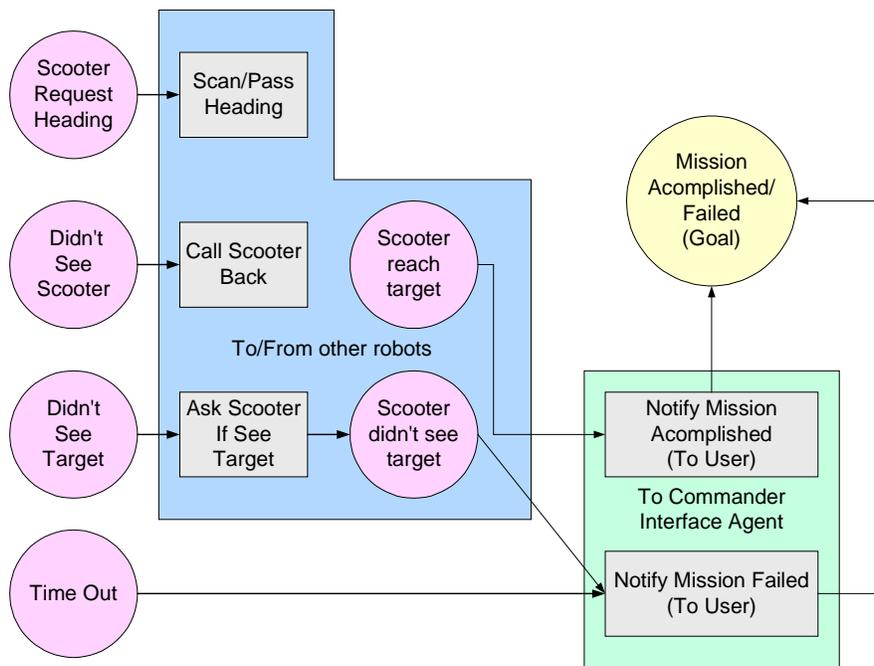 Scooter
Request
Heading
Scan/Pass
Heading
Mission
Acomplished/
Failed
(Goal)
Didn't
See
Scooter
Call Scooter
Back
Scooter
reach
target
To/From other robots
Didn't
See
Target
Ask Scooter
If See
Target
Scooter
didn't see
target
Notify Mission
Acomplished
(To User)
To Commander
Interface Agent
Time Out
Notify Mission Failed
(To User)